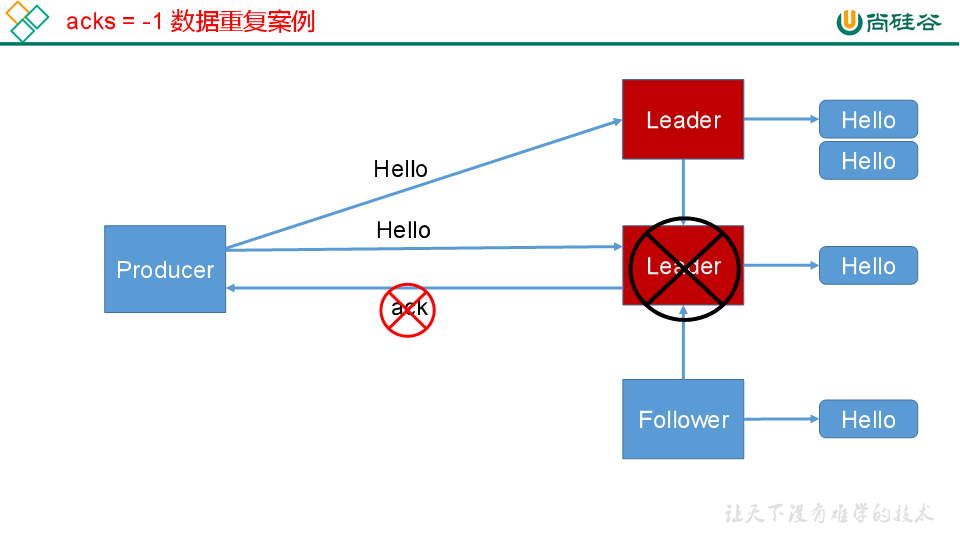 acks = -1 数据重复案例
尚硅谷
Leader
Hello
Hello
Hello
Hello
Producer
Leader
Hello
ack
Follower
Hello
让天下没有难学的技术